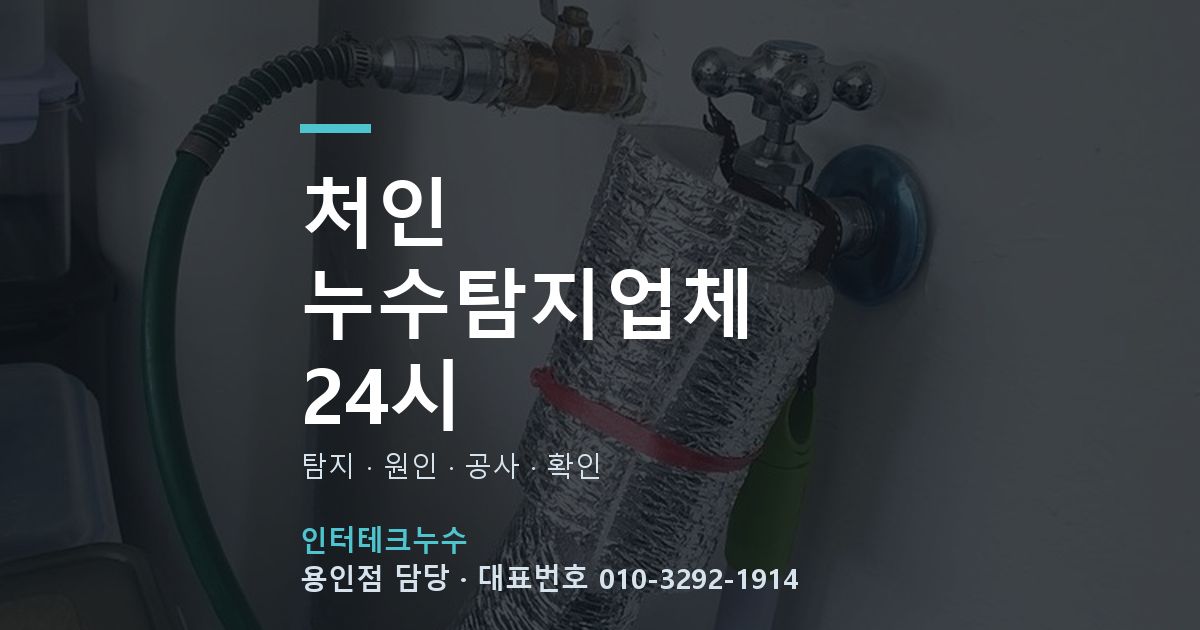 처인
누수탐지업체
24시
탐지 · 원인 · 공사 · 확인
인터테크누수
용인점 담당 · 대표번호 010-3292-1914